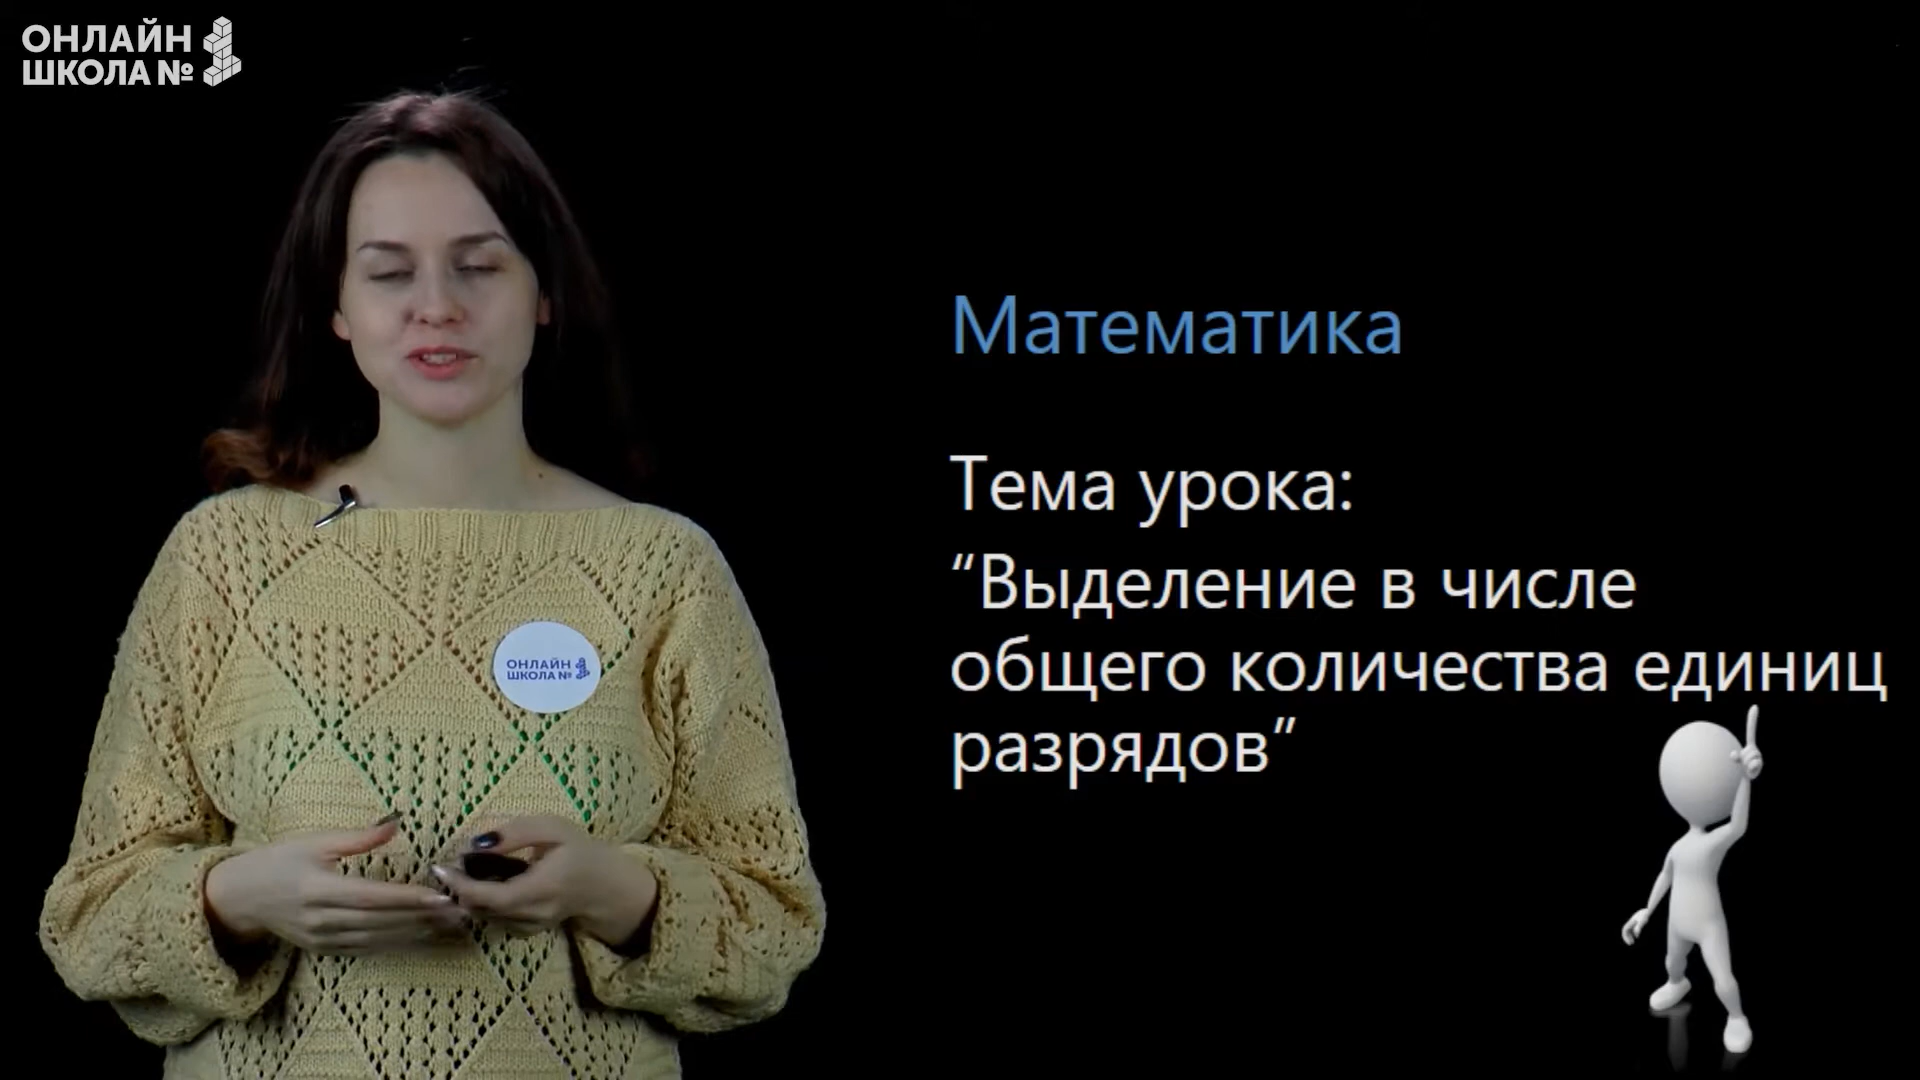 ОНЛАЙН
ШКОЛА №
Математика
Тема урока:
“Выделение в числе
общего количества единиц
разрядов”
ОНЛАЙН
ШКОЛА №